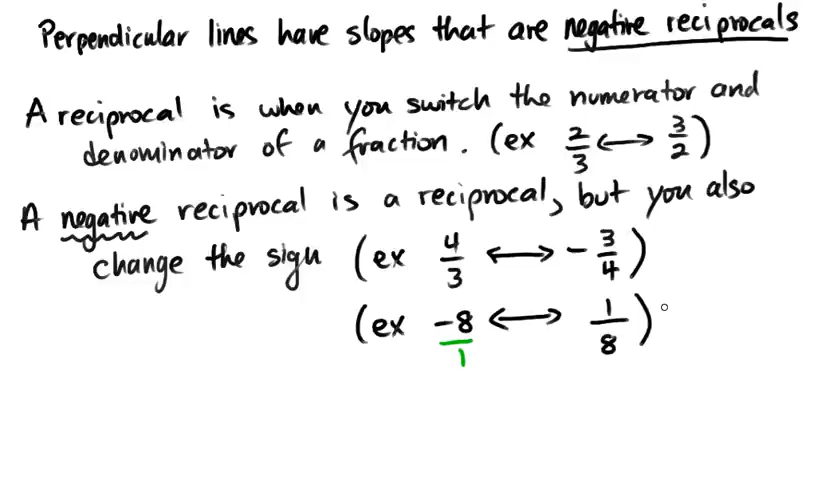 Perpendicular lines have slopes that are negative reciprocals
A reciprocal is when you switch the numerator and
denominator of a fraction. (ex 2/3 ↔ 3/2)
A negative reciprocal is a reciprocal, but you also
change the sign (ex 4/3 ↔ -3/4)
(ex -8/1 ↔ 1/8)